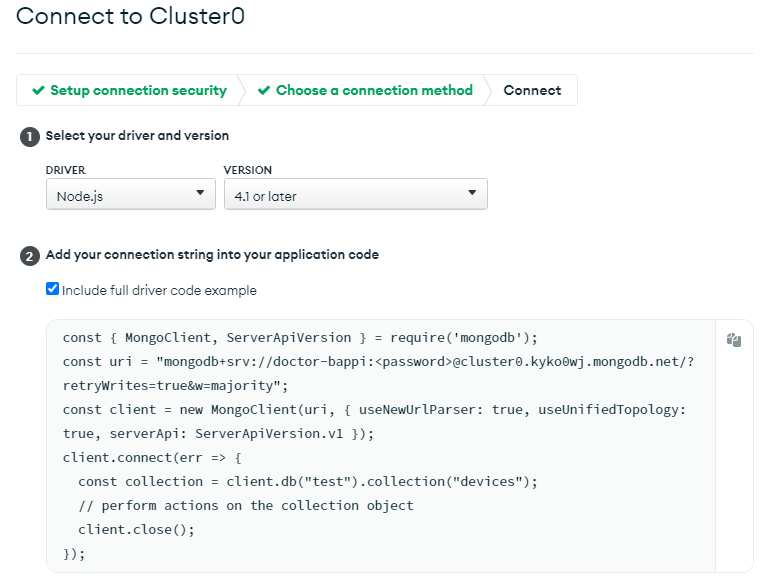 Connect to Cluster0
✔ Setup connection security
✔ Choose a connection method
Connect
1 Select your driver and version
DRIVER
VERSION
Node.js
4.1 or later
2 Add your connection string into your application code
Include full driver code example
const { MongoClient, ServerApiVersion } = require('mongodb');
const uri = "mongodb+srv://doctor-bappi:<password>@cluster0.kyko0wj.mongodb.net/?
retryWrites=true&w=majority";
const client = new MongoClient(uri, { useNewUrlParser: true, useUnifiedTopology:
true, serverApi: ServerApiVersion.v1 });
client.connect(err => {
  const collection = client.db("test").collection("devices");
  // perform actions on the collection object
  client.close();
});